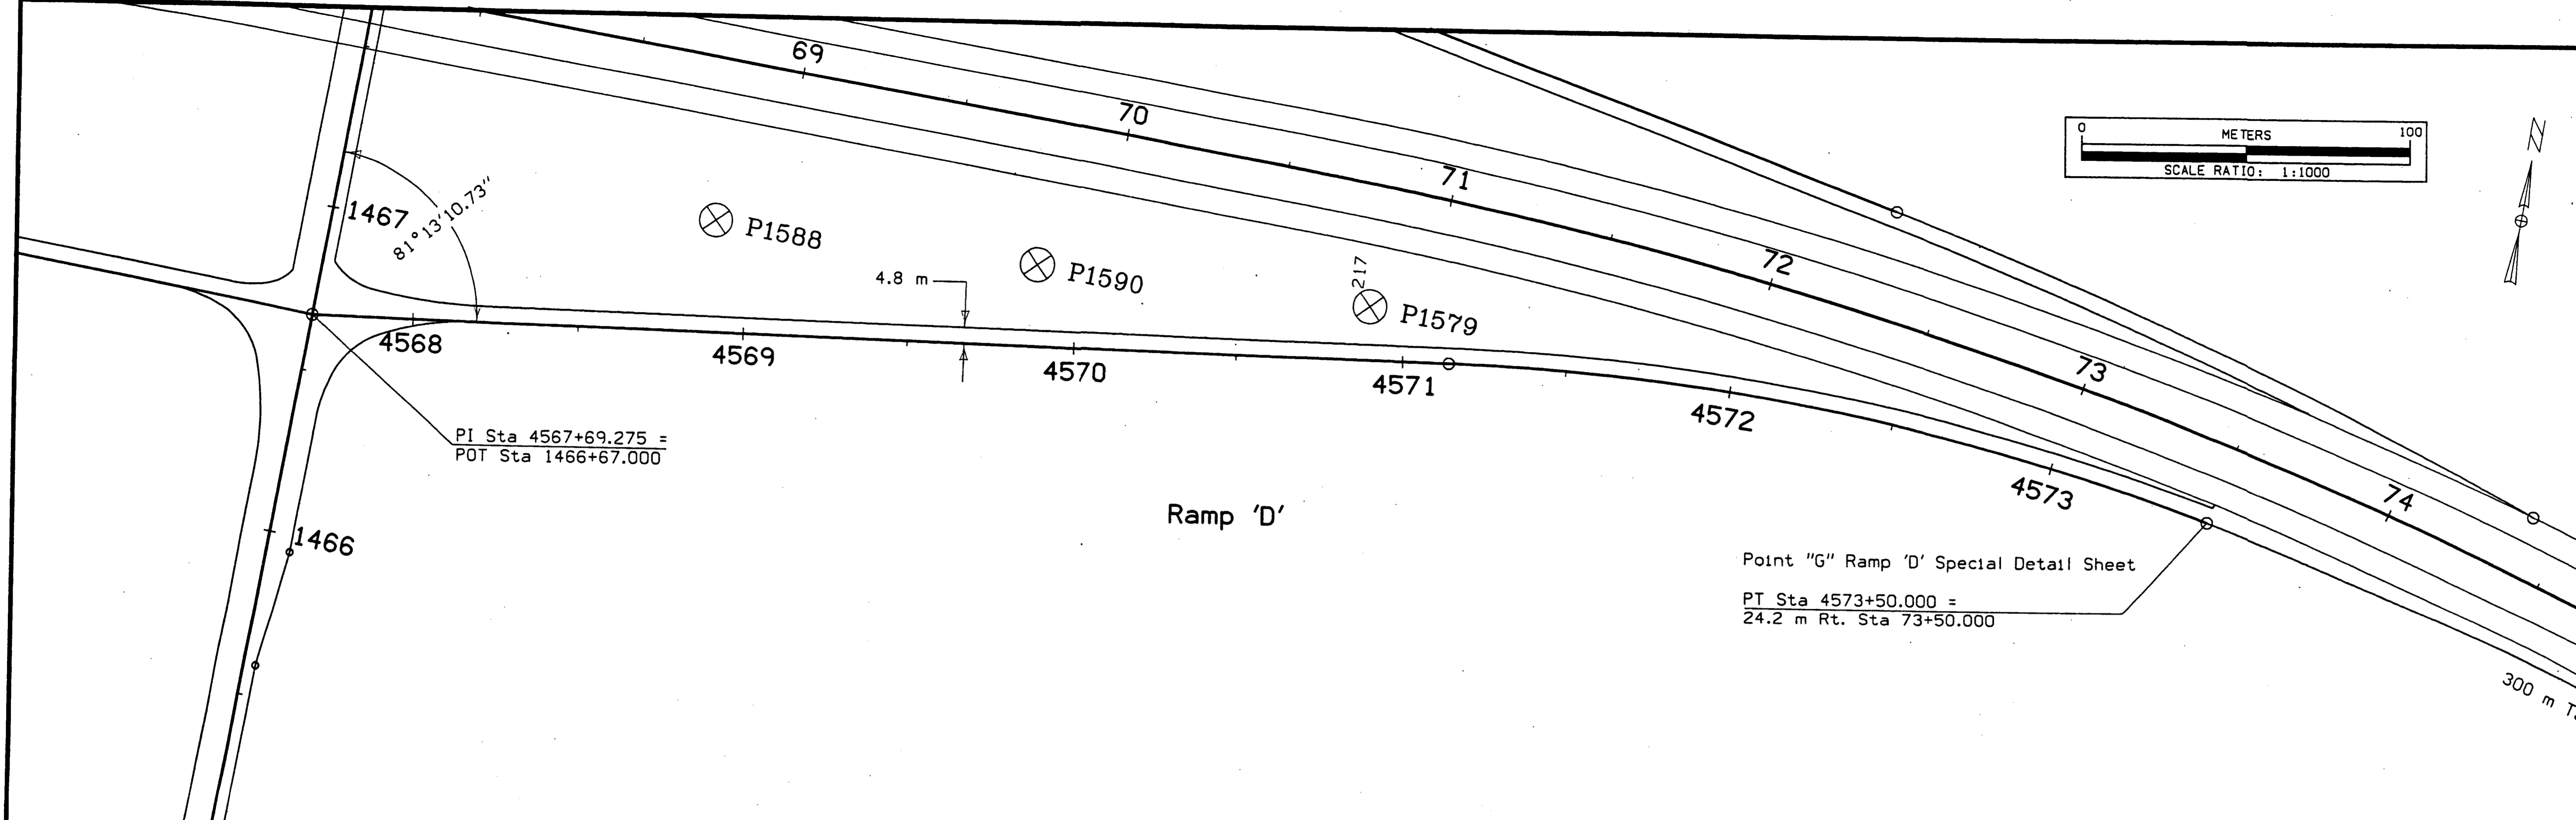 69
70
71
72
73
74
0 METERS 100
SCALE RATIO: 1:1000
N
1467
81°13'10.73"
P1588
P1590
217
P1579
4.8 m
4568
4569
4570
4571
4572
4573
PI Sta 4567+69.275 =
POT Sta 1466+67.000
1466
Ramp 'D'
Point "G" Ramp 'D' Special Detail Sheet
PT Sta 4573+50.000 =
24.2 m Rt. Sta 73+50.000
300 m